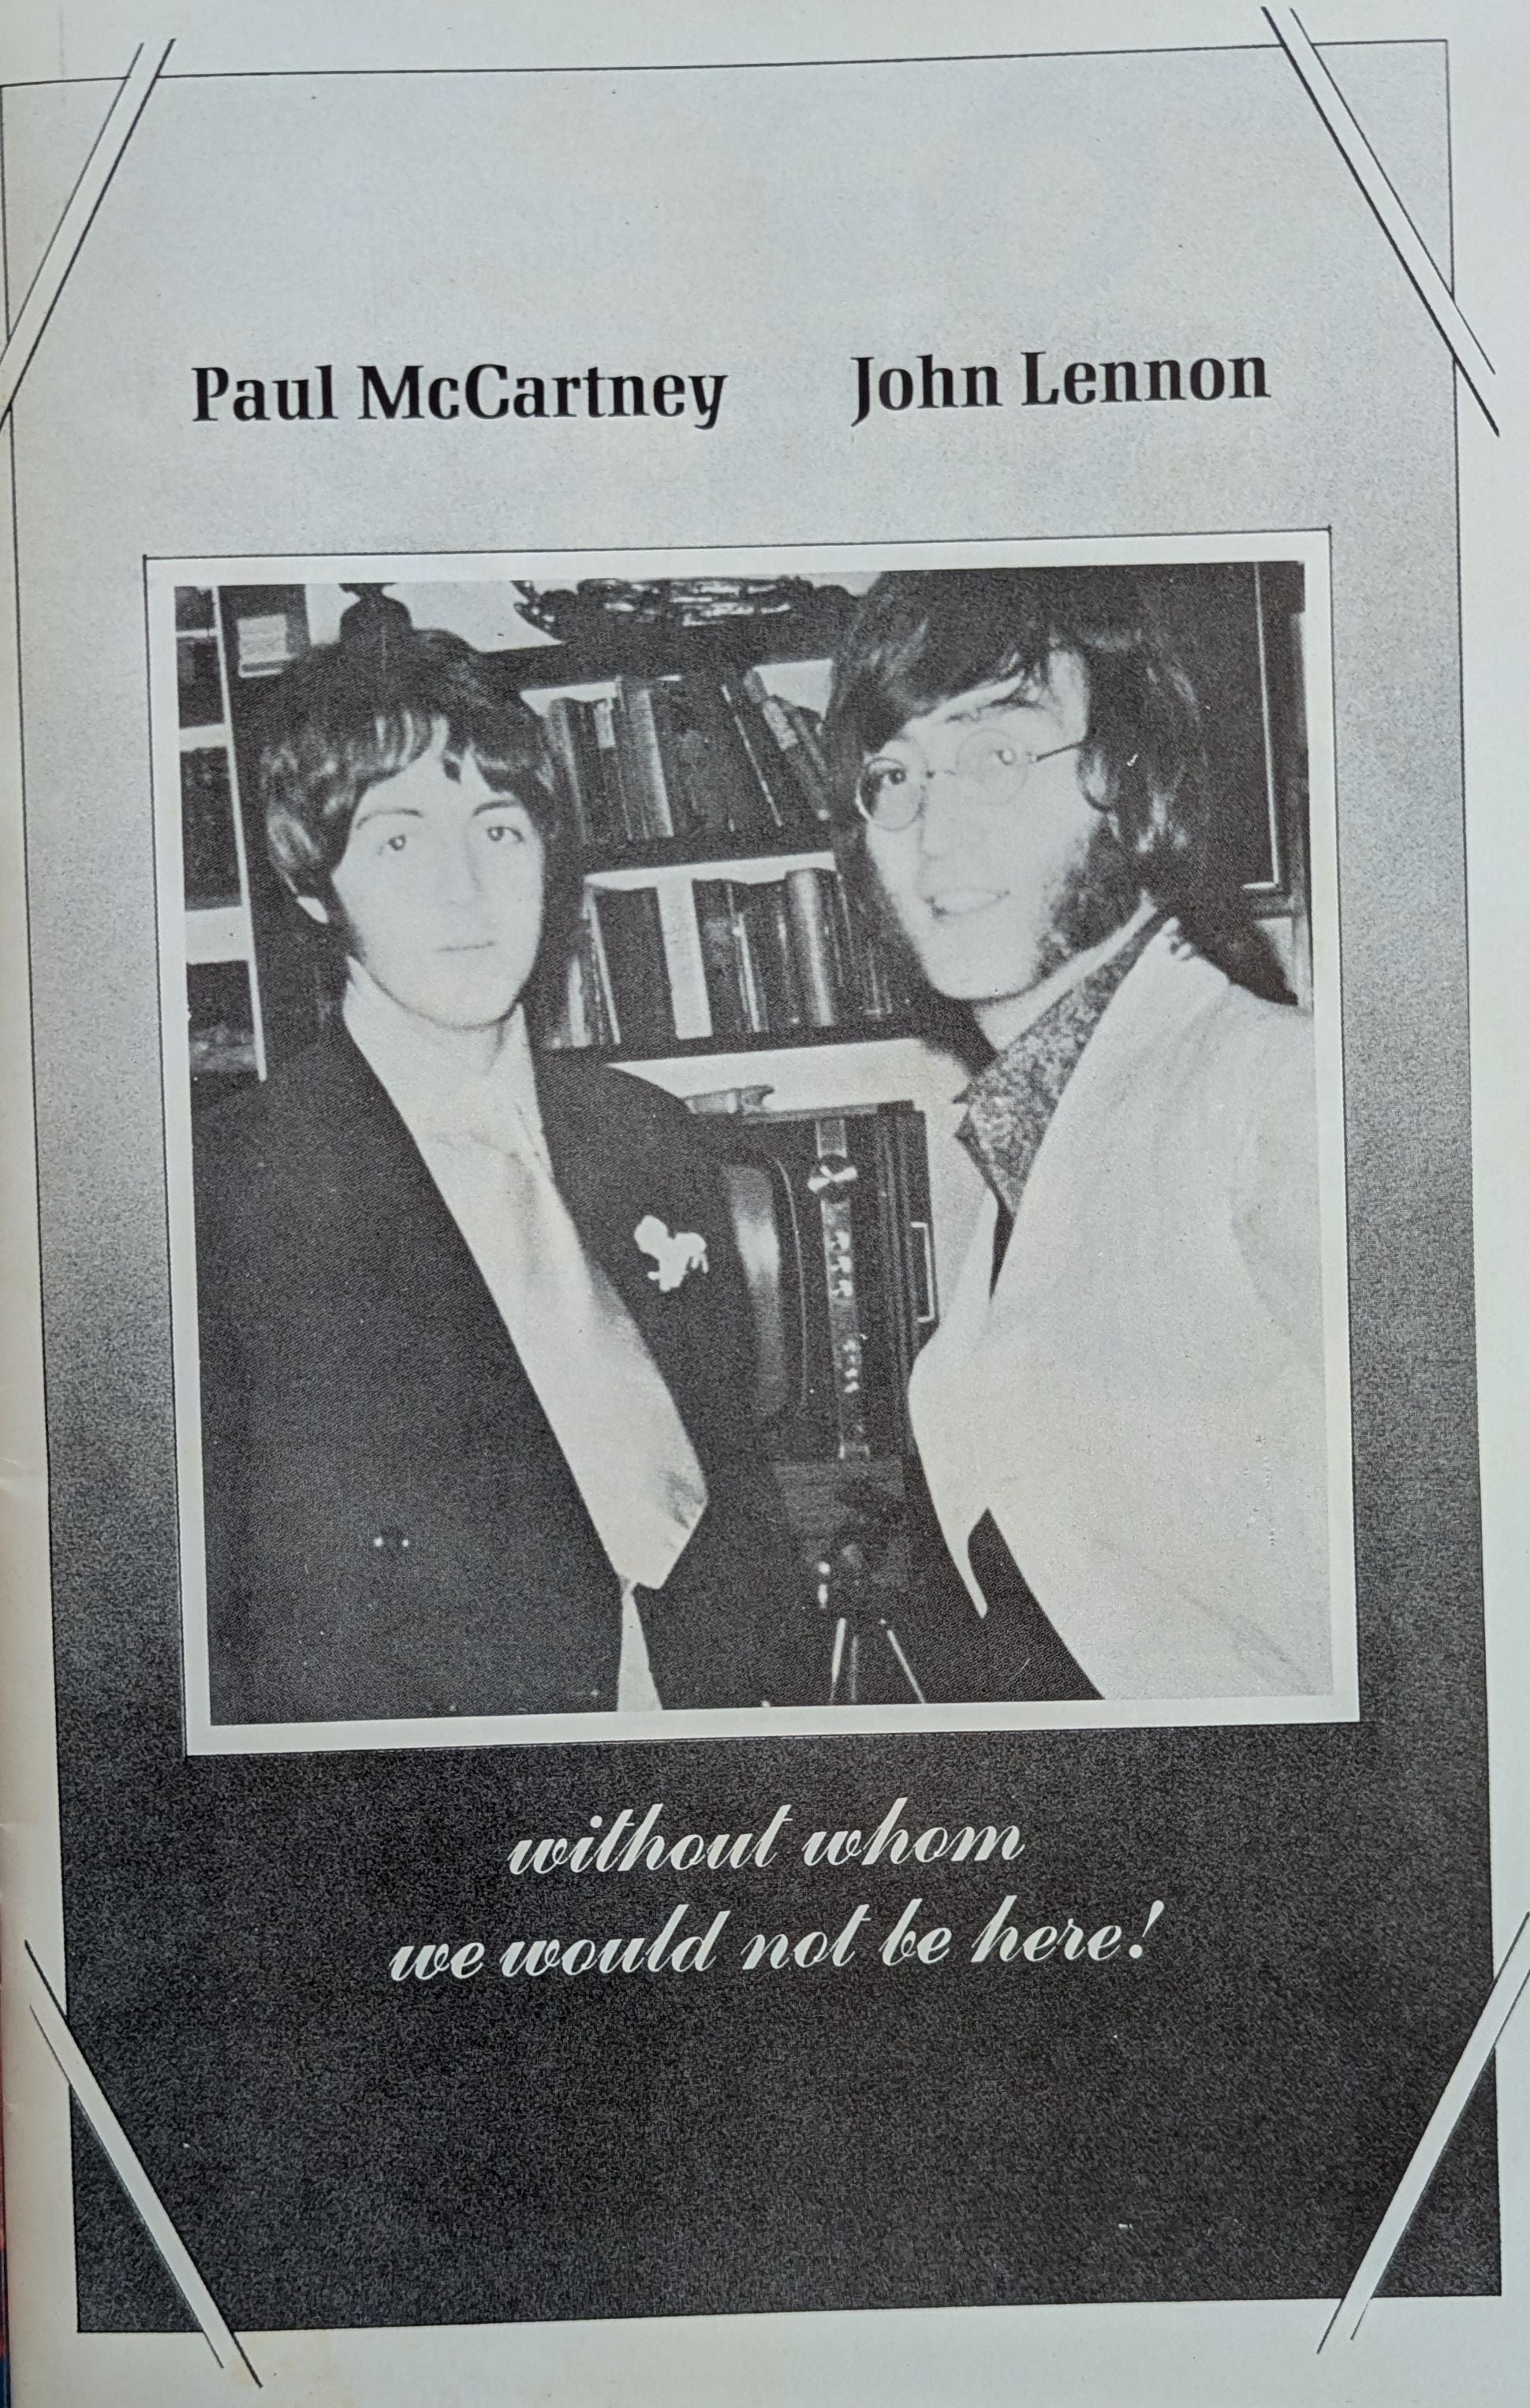 Paul McCartney John Lennon
without whom
we would not be here!